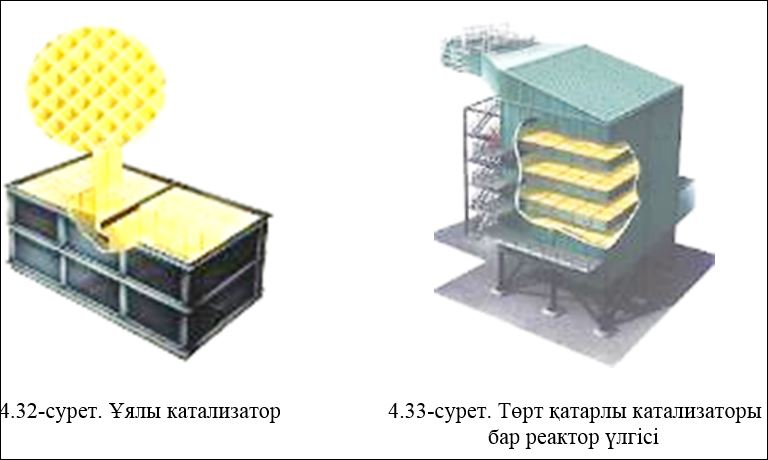 4.32-сурет. Ұялы катализатор
4.33-сурет. Төрт қатарлы катализаторы
бар реактор үлгісі